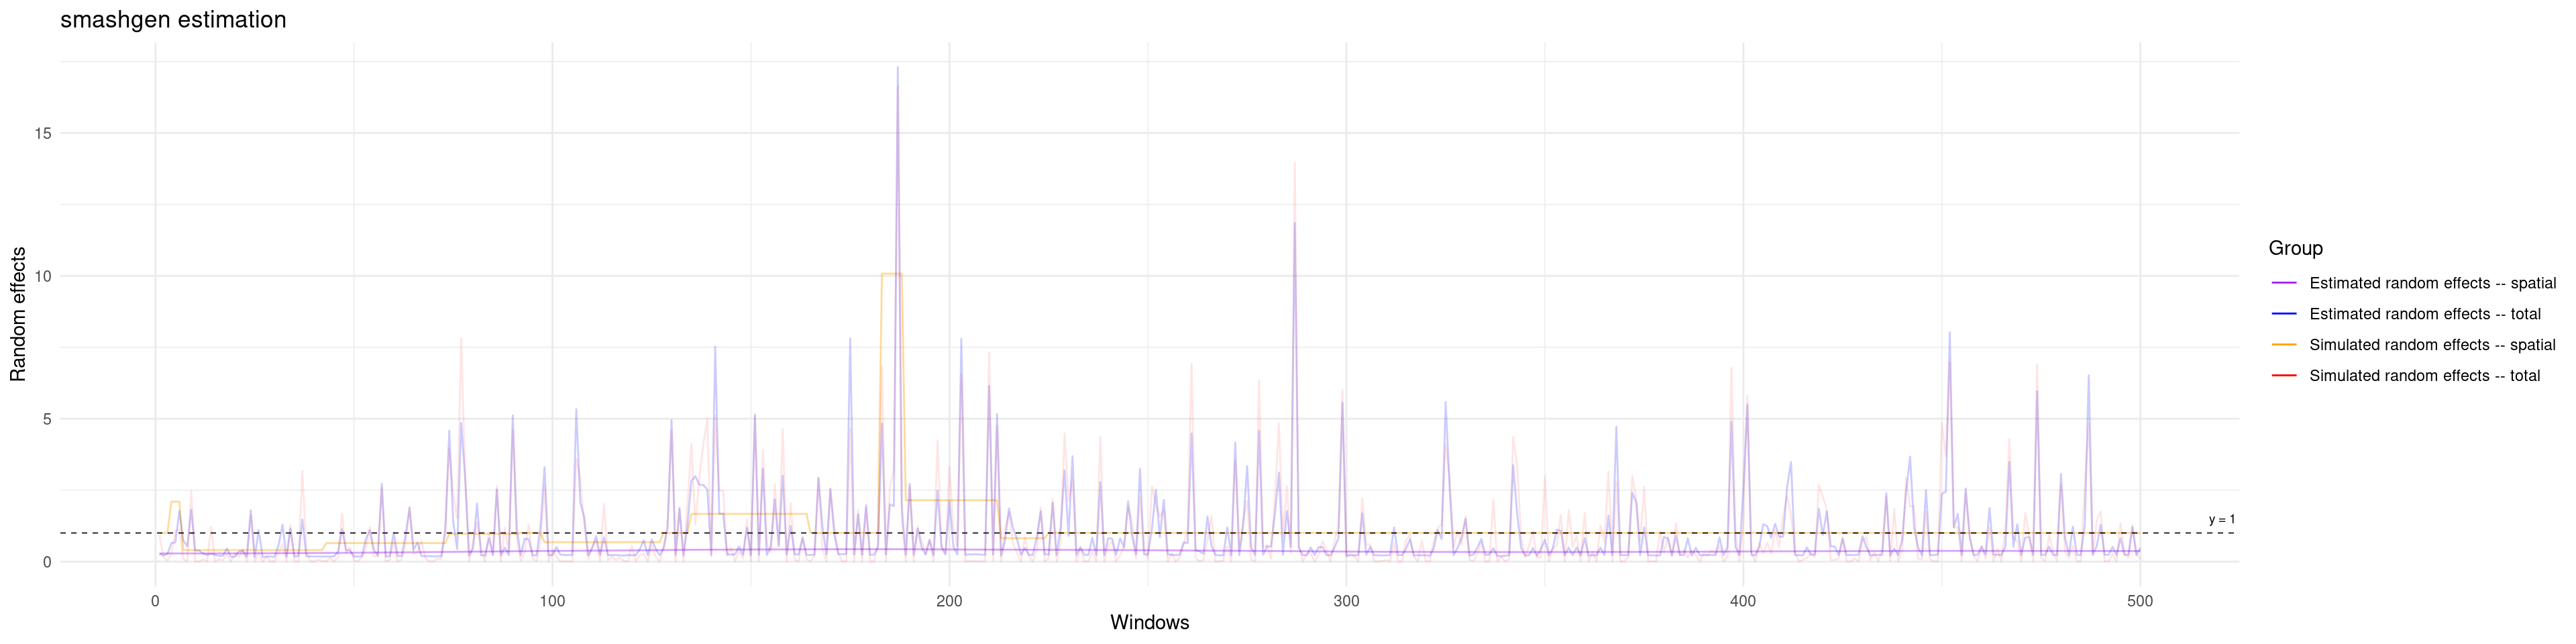 smashgen estimation
Random effects
15
10
5
0
y = 1
0
100
200
300
400
500
Windows
Group
Estimated random effects -- spatial
Estimated random effects -- total
Simulated random effects -- spatial
Simulated random effects -- total